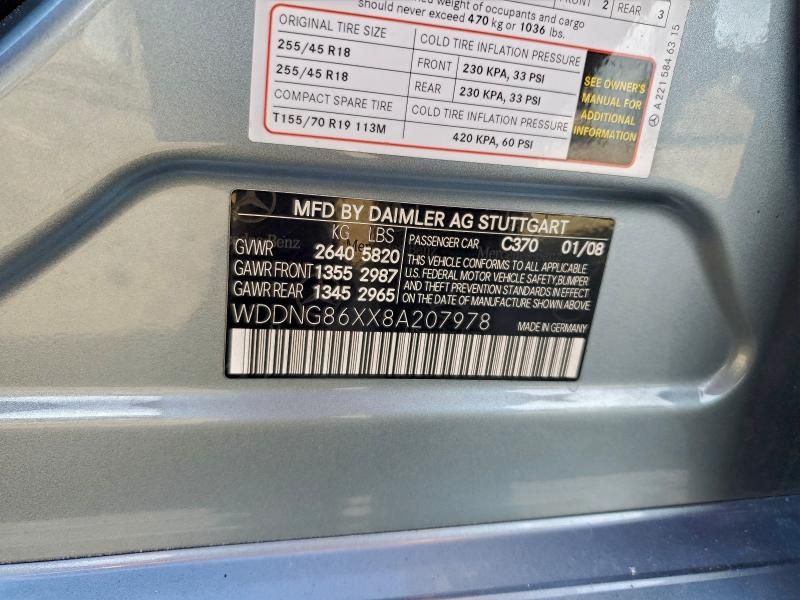 FRONT 2 REAR 3
weight of occupants and cargo
should never exceed 470 kg or 1036 lbs.
ORIGINAL TIRE SIZE COLD TIRE INFLATION PRESSURE
255/45 R18 FRONT 230 KPA, 33 PSI
255/45 R18 REAR 230 KPA, 33 PSI
COMPACT SPARE TIRE COLD TIRE INFLATION PRESSURE
T155/70 R19 113M 420 KPA, 60 PSI
SEE OWNER'S
MANUAL FOR
ADDITIONAL
INFORMATION
A 221 584 63 15
MFD BY DAIMLER AG STUTTGART
KG LBS
GVWR 2640 5820
GAWR FRONT 1355 2987
GAWR REAR 1345 2965
PASSENGER CAR C370 01/08
THIS VEHICLE CONFORMS TO ALL APPLICABLE
U.S. FEDERAL MOTOR VEHICLE SAFETY, BUMPER
AND THEFT PREVENTION STANDARDS IN EFFECT
ON THE DATE OF MANUFACTURE SHOWN ABOVE
WDDNG86XX8A207978 MADE IN GERMANY